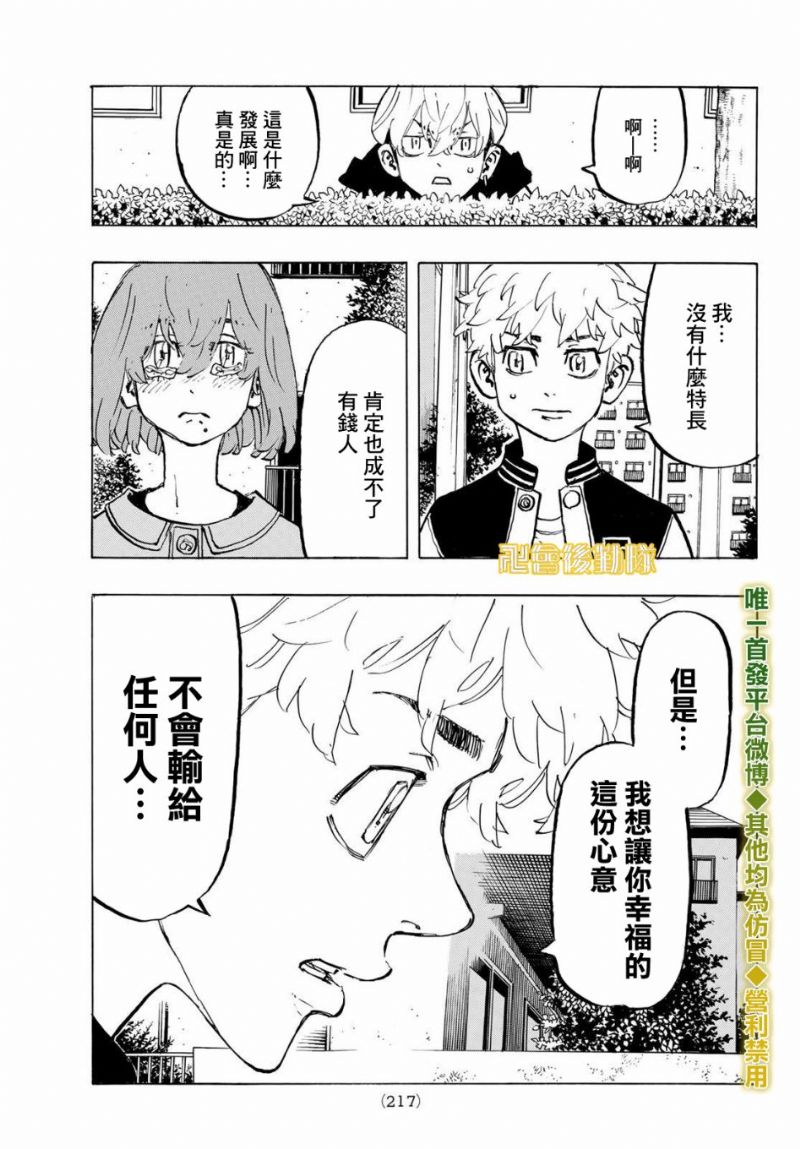 ……
啊—啊
這是什麼
發展啊…
真是的…
我…
沒有什麼特長
肯定也成不了
有錢人
卍會後勤隊
但是…
我想讓你幸福的
這份心意
不會輸給
任何人…
唯一首發平台微博◆其他均為仿冒◆營利禁用
(217)